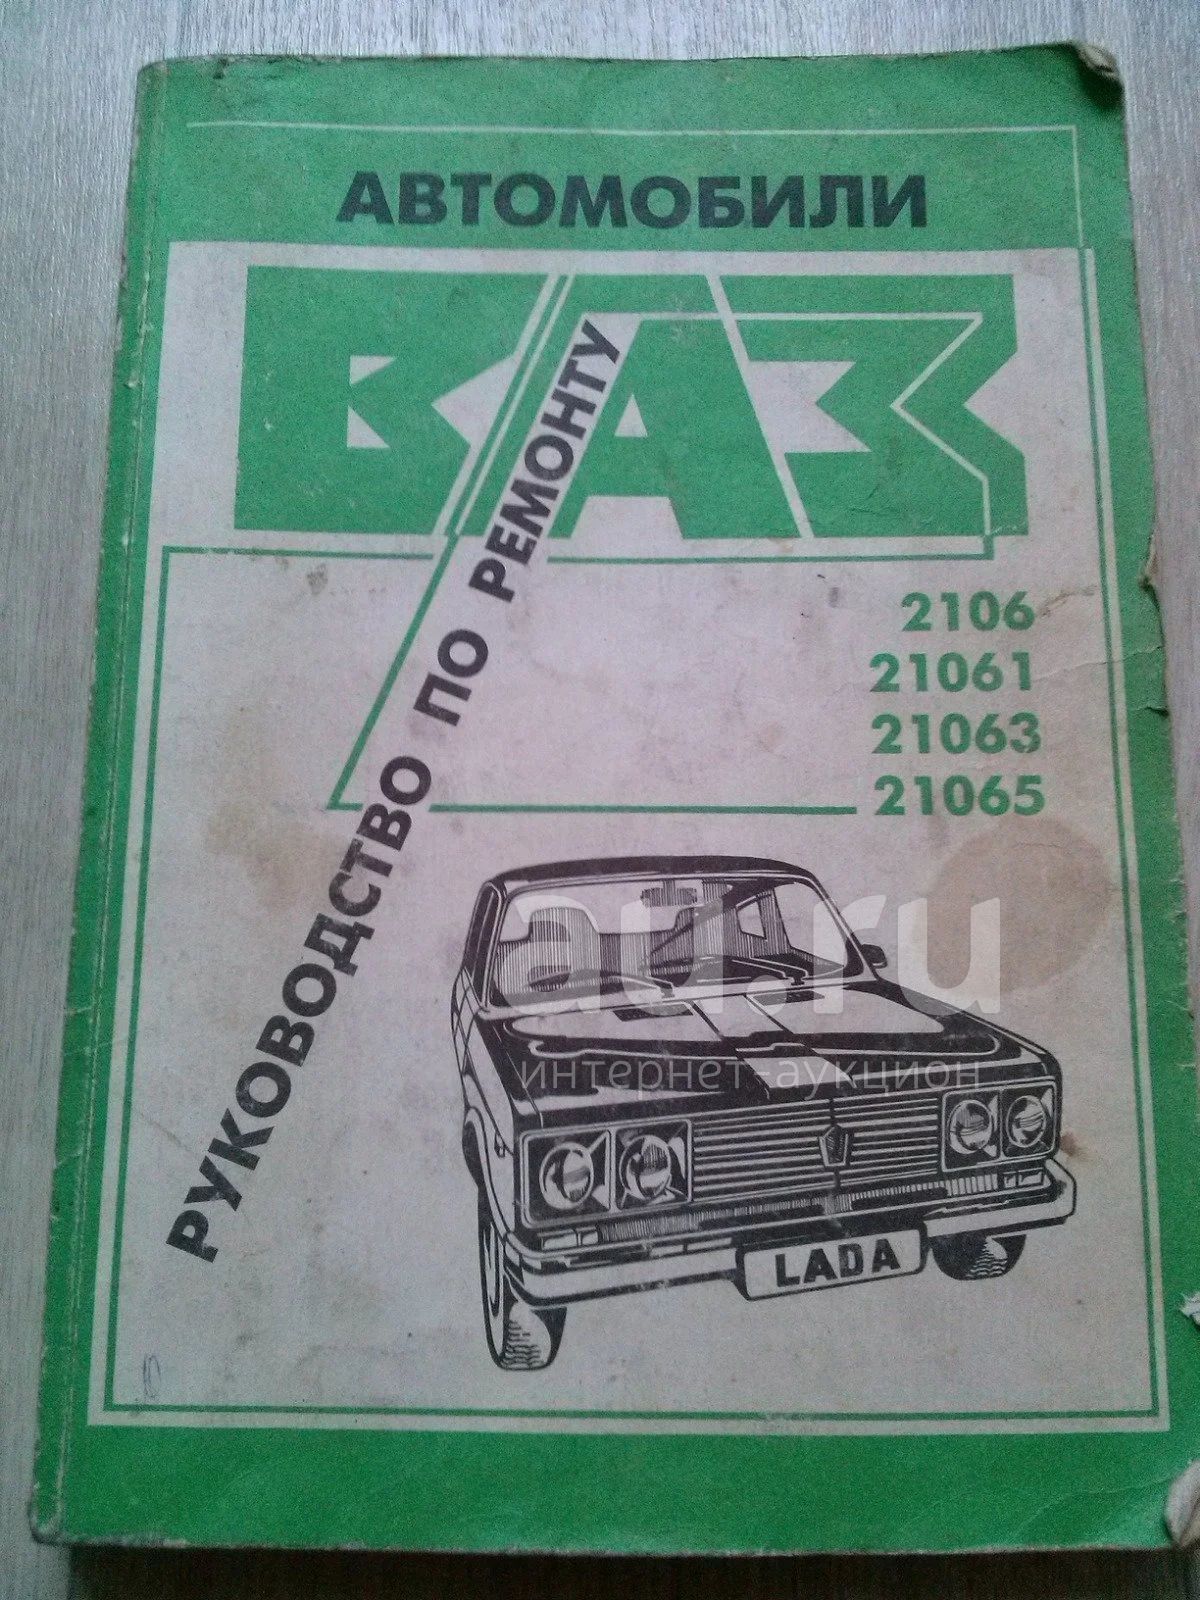 АВТОМОБИЛИ
ВАЗ
РУКОВОДСТВО ПО РЕМОНТУ
2106
21061
21063
21065
au.ru
интернет-аукцион
LADA